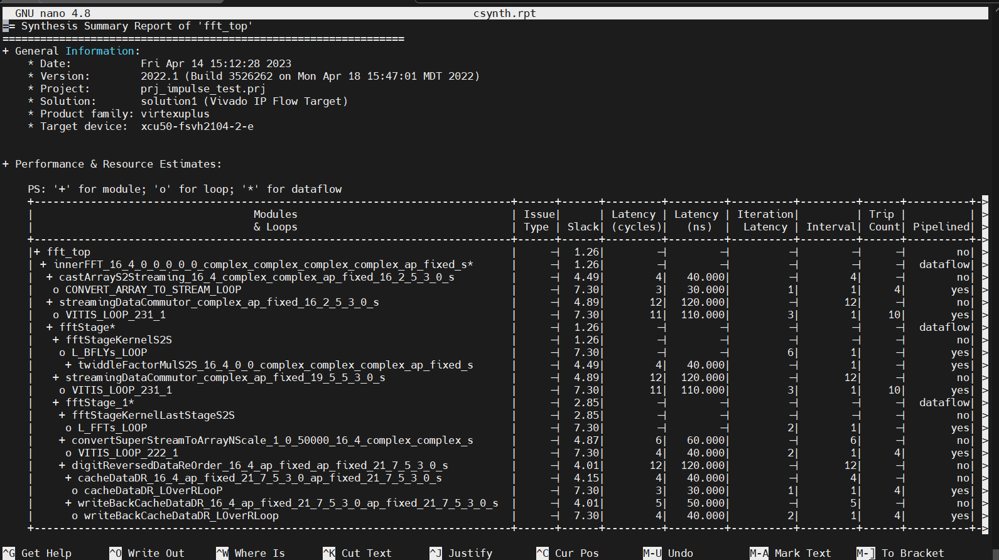 GNU nano 4.8 csynth.rpt
== Synthesis Summary Report of 'fft_top'
================================================================
+ General Information:
* Date: Fri Apr 14 15:12:28 2023
* Version: 2022.1 (Build 3526262 on Mon Apr 18 15:47:01 MDT 2022)
* Project: prj_impulse_test.prj
* Solution: solution1 (Vivado IP Flow Target)
* Product family: virtexuplus
* Target device: xcu50-fsvh2104-2-e
+ Performance & Resource Estimates:
PS: '+' for module; 'o' for loop; '*' for dataflow
| Modules | Issue| | Latency | Latency | Iteration| | Trip | | >
| & Loops | Type | Slack| (cycles)| (ns) | Latency | Interval| Count| Pipelined| >
|+ fft_top | -| 1.26| -| -| -| -| -| no| >
| + innerFFT_16_4_0_0_0_0_0_complex_complex_complex_complex_ap_fixed_s* | -| 1.26| -| -| -| -| -| dataflow| >
| + castArrayS2Streaming_16_4_complex_complex_ap_fixed_16_2_5_3_0_s | -| 4.49| 4| 40.000| -| 4| -| no| >
| o CONVERT_ARRAY_TO_STREAM_LOOP | -| 7.30| 3| 30.000| 1| 1| 4| yes| >
| + streamingDataCommutor_complex_ap_fixed_16_2_5_3_0_s | -| 4.89| 12| 120.000| -| 12| -| no| >
| o VITIS_LOOP_231_1 | -| 7.30| 11| 110.000| 3| 1| 10| yes| >
| + fftStage* | -| 1.26| -| -| -| -| -| dataflow| >
| + fftStageKernelS2S | -| 1.26| -| -| -| -| -| no| >
| o L_BFLYs_LOOP | -| 7.30| -| -| 6| 1| -| yes| >
| + twiddleFactorMulS2S_16_4_0_0_complex_complex_complex_ap_fixed_s | -| 4.49| 4| 40.000| -| 1| -| yes| >
| + streamingDataCommutor_complex_ap_fixed_19_5_5_3_0_s | -| 4.89| 12| 120.000| -| 12| -| no| >
| o VITIS_LOOP_231_1 | -| 7.30| 11| 110.000| 3| 1| 10| yes| >
| + fftStage_1* | -| 2.85| -| -| -| -| -| dataflow| >
| + fftStageKernelLastStageS2S | -| 2.85| -| -| -| -| -| no| >
| o L_FFTs_LOOP | -| 7.30| -| -| 2| 1| -| yes| >
| + convertSuperStreamToArrayNScale_1_0_50000_16_4_complex_complex_s | -| 4.87| 6| 60.000| -| 6| -| no| >
| o VITIS_LOOP_222_1 | -| 7.30| 4| 40.000| 2| 1| 4| yes| >
| + digitReversedDataReOrder_16_4_ap_fixed_ap_fixed_21_7_5_3_0_s | -| 4.01| 12| 120.000| -| 12| -| no| >
| + cacheDataDR_16_4_ap_fixed_21_7_5_3_0_ap_fixed_21_7_5_3_0_s | -| 4.15| 4| 40.000| -| 4| -| no| >
| o cacheDataDR_LOverRLooP | -| 7.30| 3| 30.000| 1| 1| 4| yes| >
| + writeBackCacheDataDR_16_4_ap_fixed_21_7_5_3_0_ap_fixed_21_7_5_3_0_s | -| 4.01| 5| 50.000| -| 5| -| no| >
| o writeBackCacheDataDR_LOverRLoop | -| 7.30| 4| 40.000| 2| 1| 4| yes| >
^G Get Help ^O Write Out ^W Where Is ^K Cut Text ^J Justify ^C Cur Pos M-U Undo M-A Mark Text M-] To Bracket